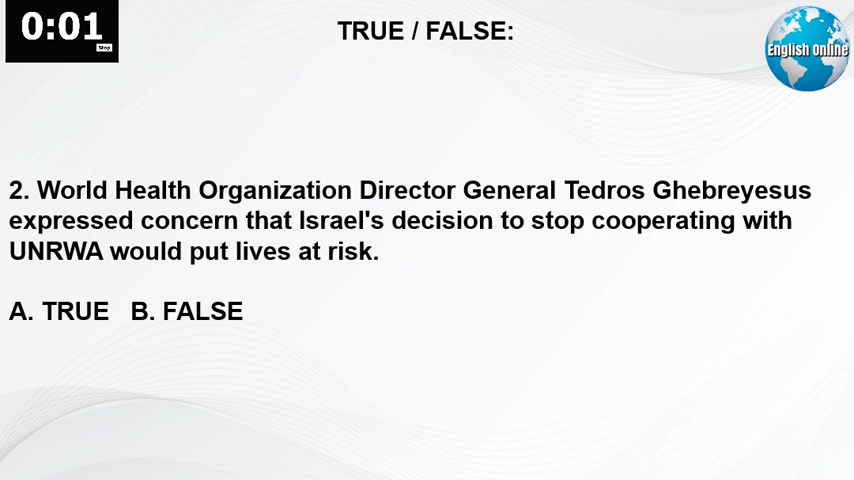 0:01
Stop
TRUE / FALSE:
English Online
2. World Health Organization Director General Tedros Ghebreyesus
expressed concern that Israel's decision to stop cooperating with
UNRWA would put lives at risk.
A. TRUE   B. FALSE